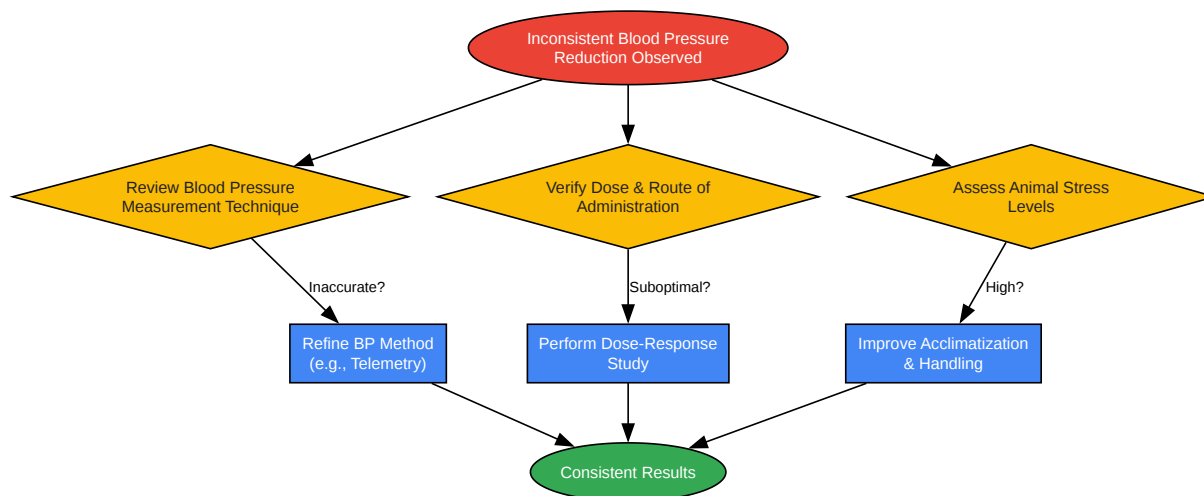 Inconsistent Blood Pressure
Reduction Observed
Review Blood Pressure
Measurement Technique
Verify Dose & Route of
Administration
Assess Animal Stress
Levels
Inaccurate?
Suboptimal?
High?
Refine BP Method
(e.g., Telemetry)
Perform Dose-Response
Study
Improve Acclimatization
& Handling
Consistent Results